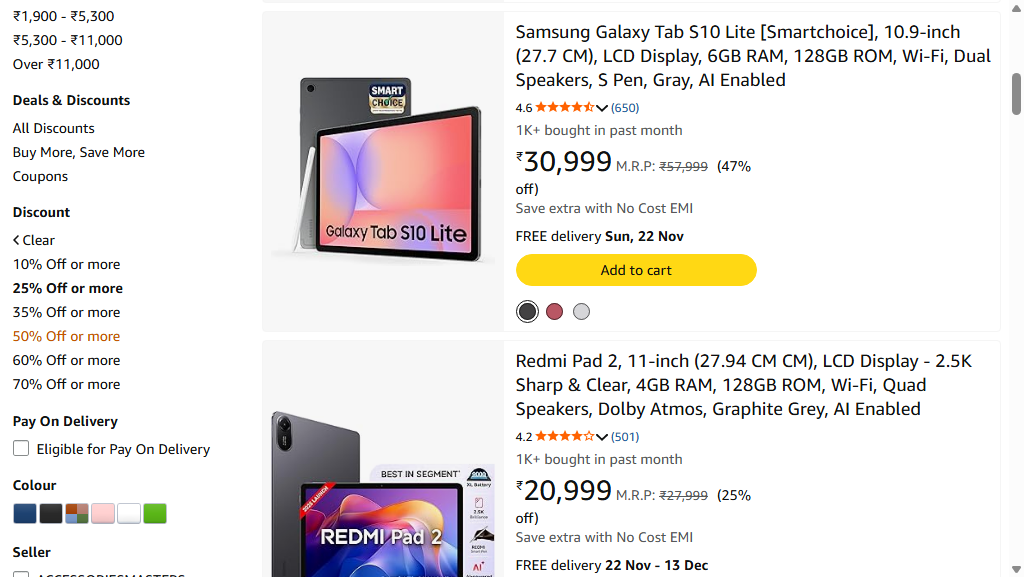 ₹1,900 - ₹5,300
₹5,300 - ₹11,000
Over ₹11,000
Deals & Discounts
All Discounts
Buy More, Save More
Coupons
Discount
Clear
10% Off or more
25% Off or more
35% Off or more
50% Off or more
60% Off or more
70% Off or more
Pay On Delivery
Eligible for Pay On Delivery
Colour
Seller
ACCESSORIESMASTERS
SMART
CHOICE
Galaxy Tab S10 Lite
Samsung Galaxy Tab S10 Lite [Smartchoice], 10.9-inch
(27.7 CM), LCD Display, 6GB RAM, 128GB ROM, Wi-Fi, Dual
Speakers, S Pen, Gray, AI Enabled
4.6 (650)
1K+ bought in past month
₹30,999 M.R.P: ₹57,999 (47%
off)
Save extra with No Cost EMI
FREE delivery Sun, 22 Nov
Add to cart
BEST IN SEGMENT*
XL Battery
2.5K
REDMI Pad 2
AI+
Redmi Pad 2, 11-inch (27.94 CM CM), LCD Display - 2.5K
Sharp & Clear, 4GB RAM, 128GB ROM, Wi-Fi, Quad
Speakers, Dolby Atmos, Graphite Grey, AI Enabled
4.2 (501)
1K+ bought in past month
₹20,999 M.R.P: ₹27,999 (25%
off)
Save extra with No Cost EMI
FREE delivery 22 Nov - 13 Dec